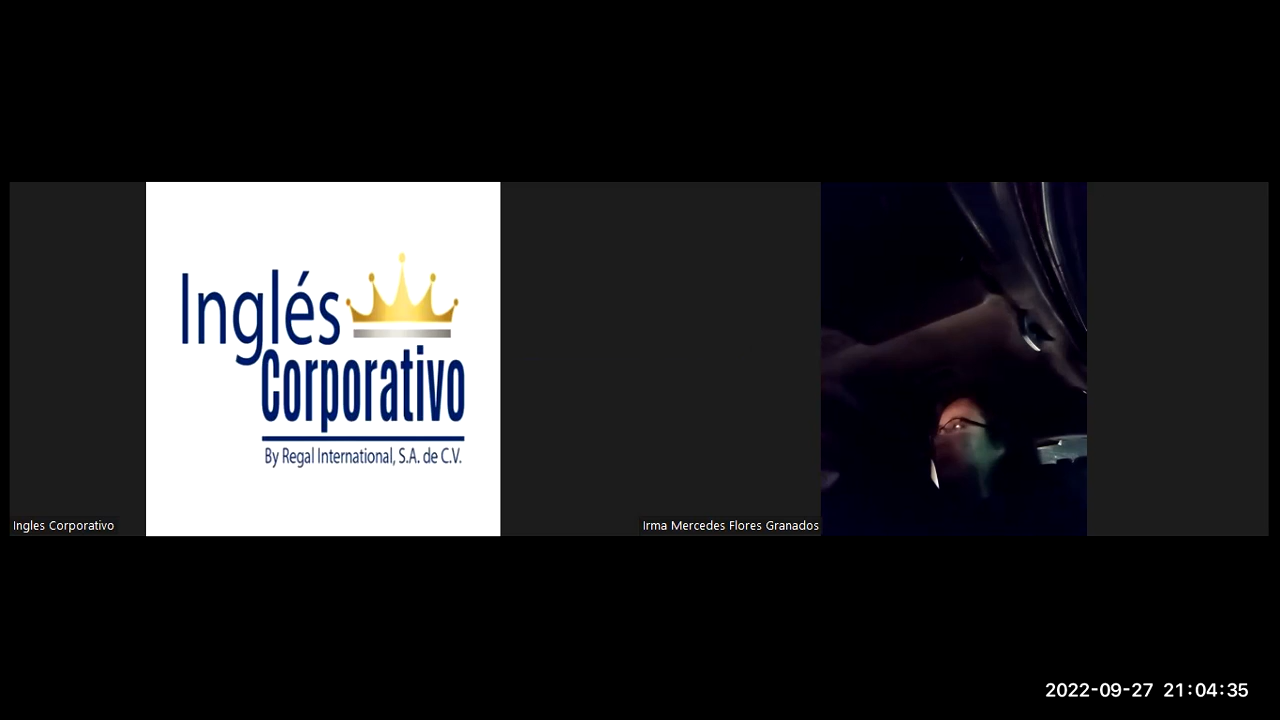 Inglés
Corporativo
By Regal International, S.A. de C.V.
Ingles Corporativo
Irma Mercedes Flores Granados
2022-09-27 21:04:35